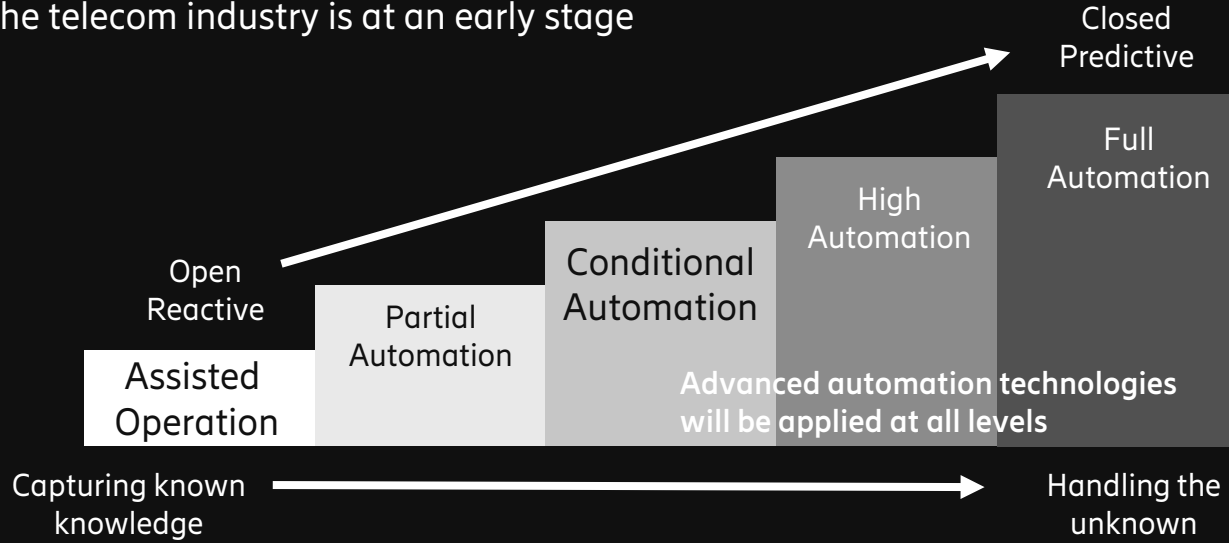 he telecom industry is at an early stage
Closed
Predictive
Full
Automation
High
Automation
Conditional
Automation
Open
Reactive
Partial
Automation
Assisted
Operation
Advanced automation technologies
will be applied at all levels
Capturing known
knowledge
Handling the
unknown